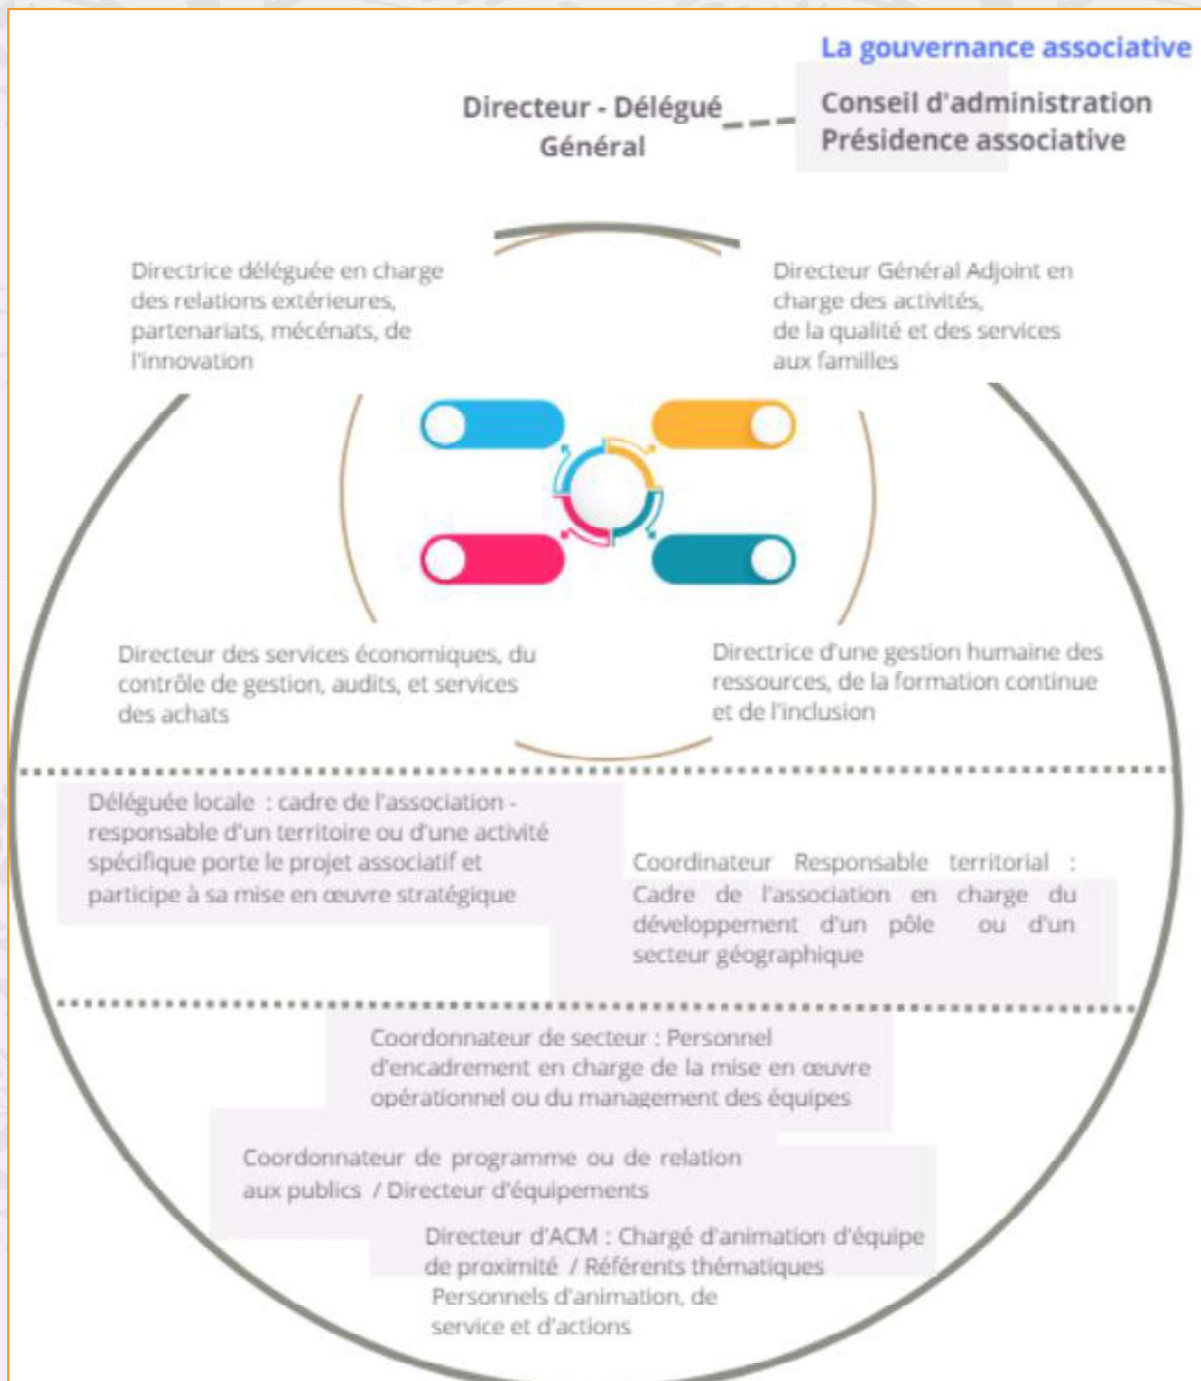 La gouvernance associative
Directeur - Délégué
Général
Conseil d'administration
Présidence associative
Directrice déléguée en charge
des relations extérieures,
partenariats, mécénats, de
l'innovation
Directeur Général Adjoint en
charge des activités,
de la qualité et des services
aux familles
Directeur des services économiques, du
contrôle de gestion, audits, et services
des achats
Directrice d'une gestion humaine des
ressources, de la formation continue
et de l'inclusion
Déléguée locale : cadre de l'association -
responsable d'un territoire ou d'une activité
spécifique porte le projet associatif et
participe à sa mise en œuvre stratégique
Coordinateur Responsable territorial :
Cadre de l'association en charge du
développement d'un pôle ou d'un
secteur géographique
Coordonnateur de secteur : Personnel
d'encadrement en charge de la mise en œuvre
opérationnel ou du management des équipes
Coordonnateur de programme ou de relation
aux publics / Directeur d'équipements
Directeur d'ACM : Chargé d'animation d'équipe
de proximité / Référents thématiques
Personnels d'animation, de
service et d'actions